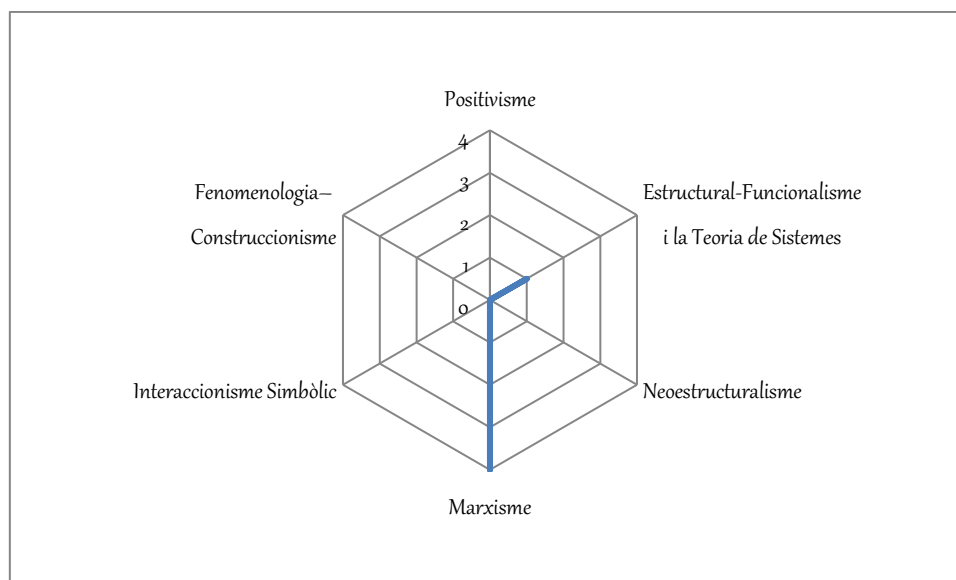 Positivisme
4
Fenomenologia–
Estructural-Funcionalisme
3
Construccionisme
i la Teoria de Sistemes
2
1
0
Interaccionisme Simbòlic
Neoestructuralisme
Marxisme